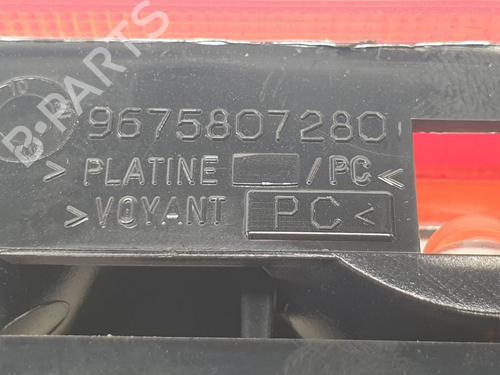 B-PARTS
9675807280
> PLATINE /PC<
> VOYANT PC <